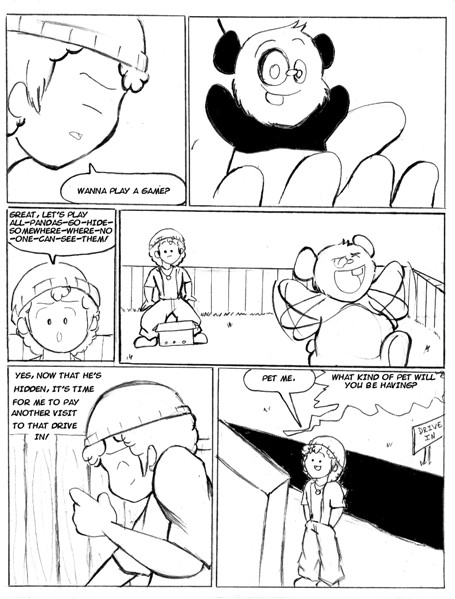 WANNA PLAY A GAME?
GREAT, LET'S PLAY
ALL-PANDAS-GO-HIDE-
SOMEWHERE-WHERE-NO
-ONE-CAN-SEE-THEM!
YES, NOW THAT HE'S
HIDDEN, IT'S TIME
FOR ME TO PAY
ANOTHER VISIT
TO THAT DRIVE
IN!
PET ME.
WHAT KIND OF PET WILL
YOU BE HAVING?
DRIVE
IN